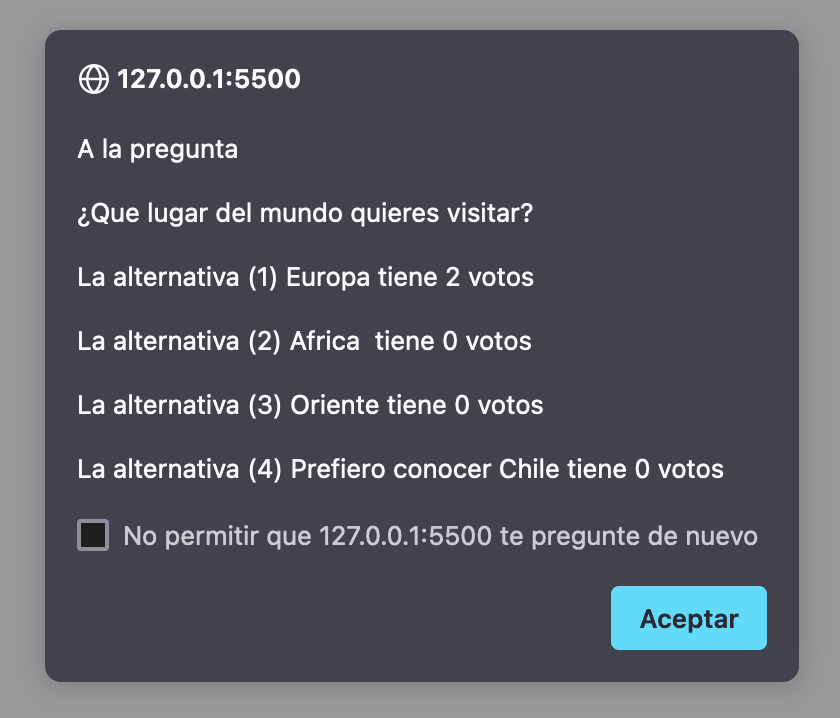 127.0.0.1:5500
A la pregunta
¿Que lugar del mundo quieres visitar?
La alternativa (1) Europa tiene 2 votos
La alternativa (2) Africa  tiene 0 votos
La alternativa (3) Oriente tiene 0 votos
La alternativa (4) Prefiero conocer Chile tiene 0 votos
No permitir que 127.0.0.1:5500 te pregunte de nuevo
Aceptar